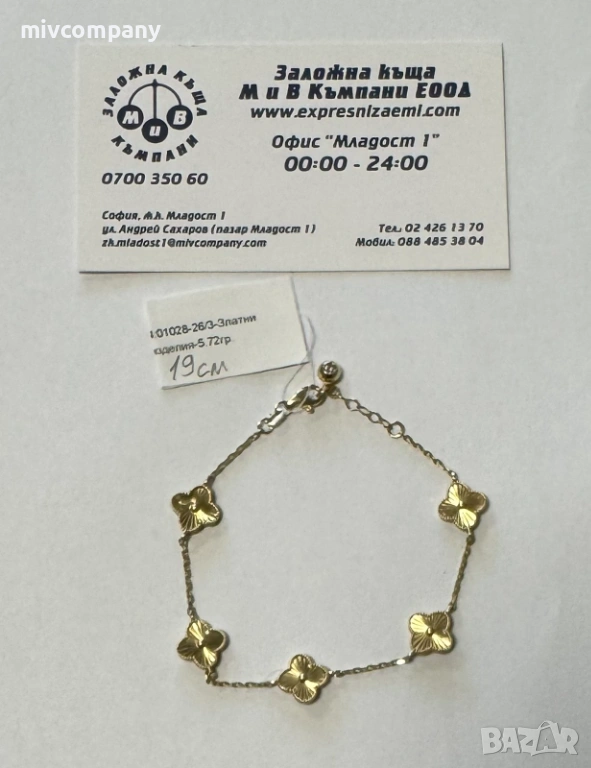 mivcompany
ЗАЛОЖНА КЪЩА
М И В
КЪМПАНИ
0700 350 60
Заложна къща
М и В Къмпани ЕООД
www.expresnizaemi.com
Офис "Младост 1"
00:00 - 24:00
София, ж.к. Младост 1
ул. Андрей Сахаров (пазар Младост 1)
zh.mladost1@mivcompany.com
Тел.: 02 426 13 70
Мобил.: 088 485 38 04
01028-26/3-Златни
изделия-5.72гр
19см
BAZAR